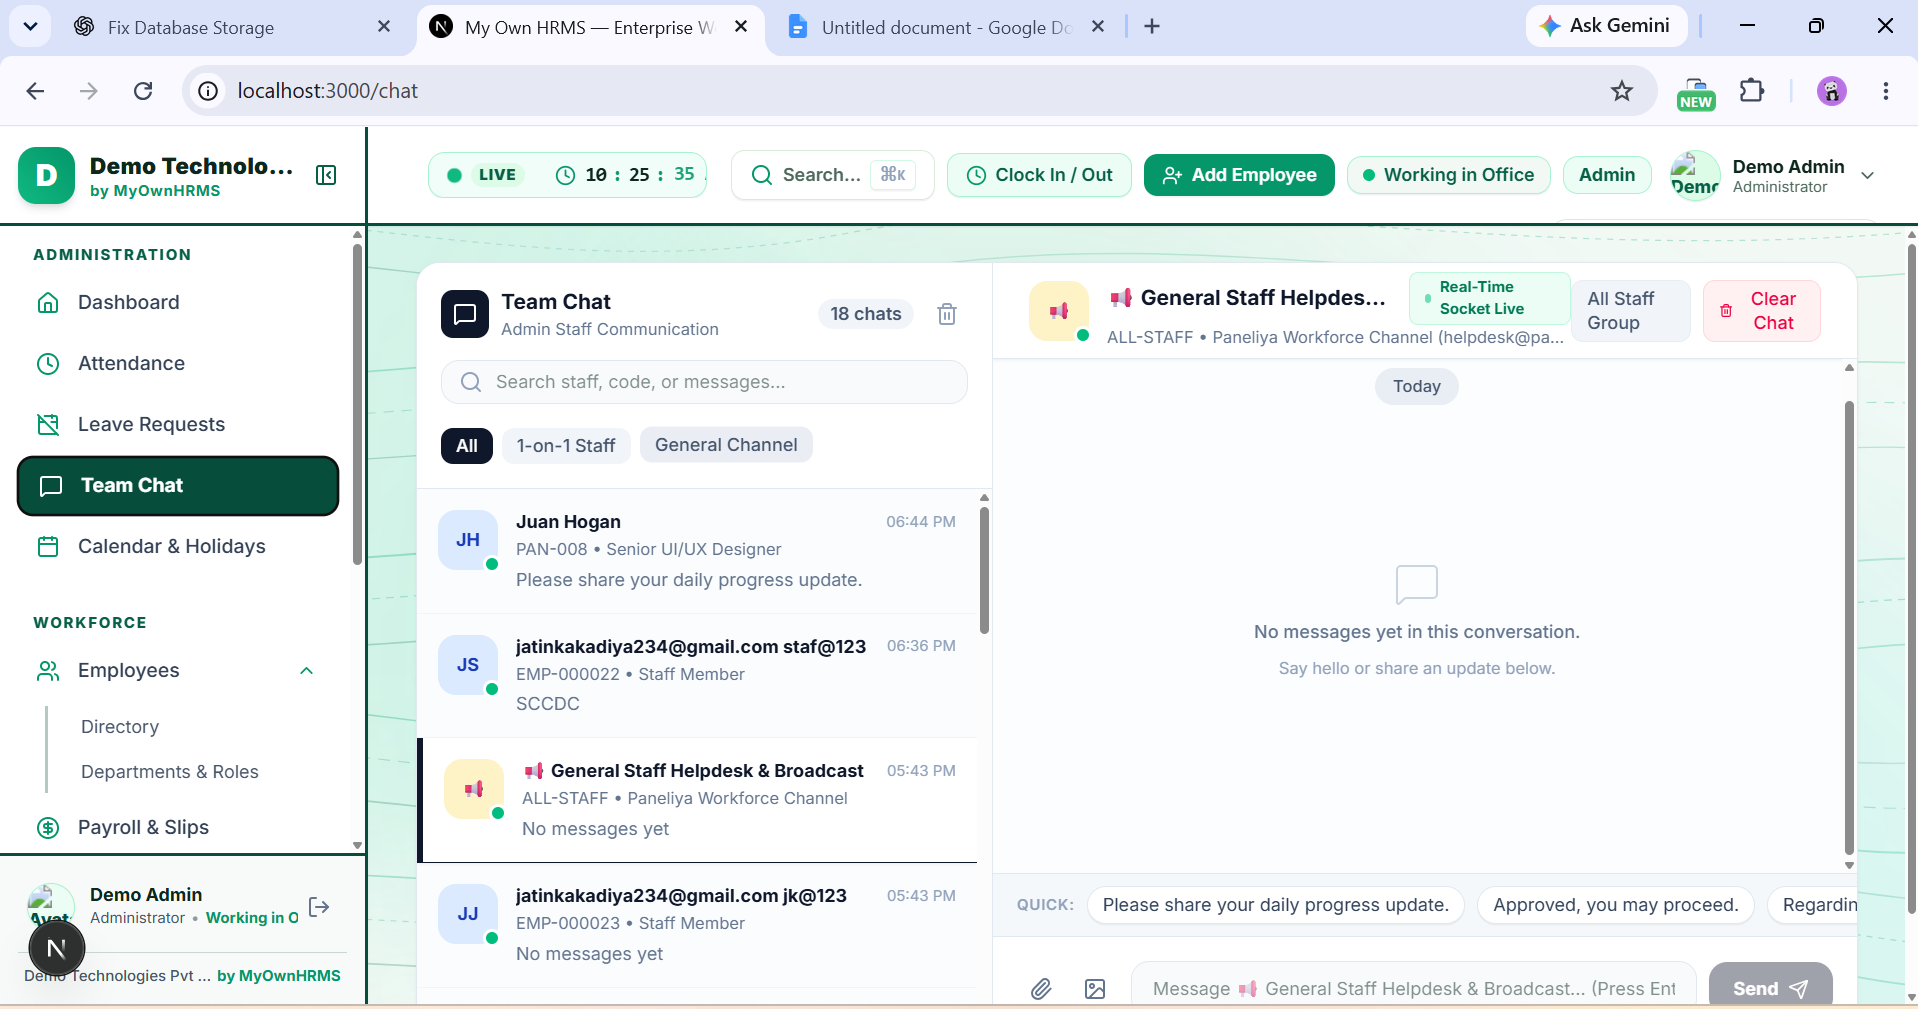 Fix Database Storage
My Own HRMS — Enterprise W
Untitled document - Google Do
Ask Gemini
localhost:3000/chat
NEW
D
Demo Technolo...
by MyOwnHRMS
LIVE
10 : 25 : 35
Search...
⌘K
Clock In / Out
Add Employee
Working in Office
Admin
Demo
Demo Admin
Administrator
ADMINISTRATION
Dashboard
Attendance
Leave Requests
Team Chat
Calendar & Holidays
WORKFORCE
Employees
Directory
Departments & Roles
Payroll & Slips
Avat
Demo Admin
Administrator • Working in O
N
Demo Technologies Pvt ... by MyOwnHRMS
Team Chat
Admin Staff Communication
18 chats
Search staff, code, or messages...
All
1-on-1 Staff
General Channel
JH
Juan Hogan
06:44 PM
PAN-008 • Senior UI/UX Designer
Please share your daily progress update.
JS
jatinkakadiya234@gmail.com staf@123
06:36 PM
EMP-000022 • Staff Member
SCCDC
📢 General Staff Helpdesk & Broadcast
05:43 PM
ALL-STAFF • Paneliya Workforce Channel
No messages yet
JJ
jatinkakadiya234@gmail.com jk@123
05:43 PM
EMP-000023 • Staff Member
No messages yet
📢 General Staff Helpdes...
ALL-STAFF • Paneliya Workforce Channel (helpdesk@pa...
Real-Time
Socket Live
All Staff
Group
Clear
Chat
Today
No messages yet in this conversation.
Say hello or share an update below.
QUICK:
Please share your daily progress update.
Approved, you may proceed.
Regardin
Message 📢 General Staff Helpdesk & Broadcast... (Press Ent
Send